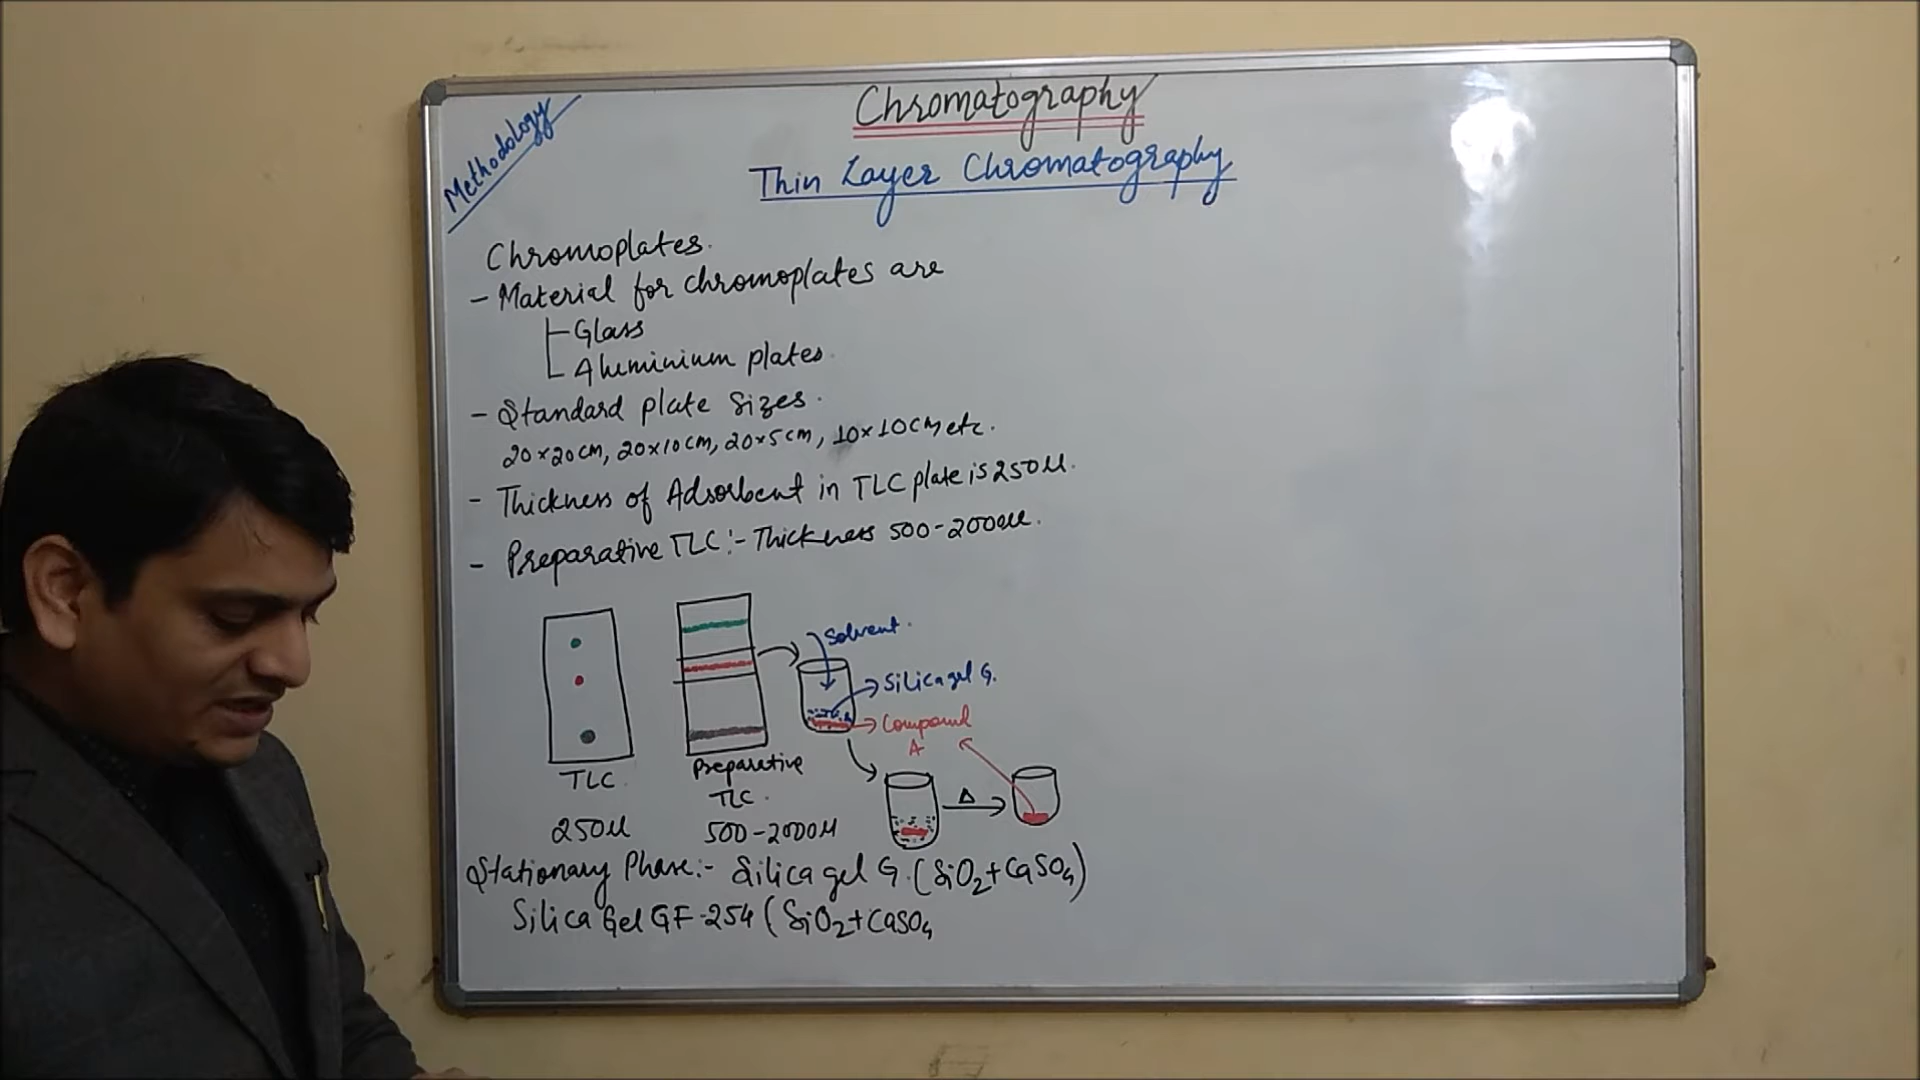 Methodology
Chromatography
Thin Layer Chromatography
Chromoplates.
- Material for chromoplates are
Glass
Aluminium plates.
- Standard plate sizes.
20×20cm, 20×10cm, 20×5cm, 10×10cm etc.
- Thickness of Adsorbent in TLC plate is 250μ.
- Preparative TLC:- Thickness 500-2000μ.
Solvent.
Silica gel G.
Compound
A
Δ
TLC
250μ
Preparative
TLC.
500-2000μ
Stationary Phase:- Silica gel G. (SiO₂+CaSO₄)
Silica Gel GF-254 (SiO₂+CaSO₄